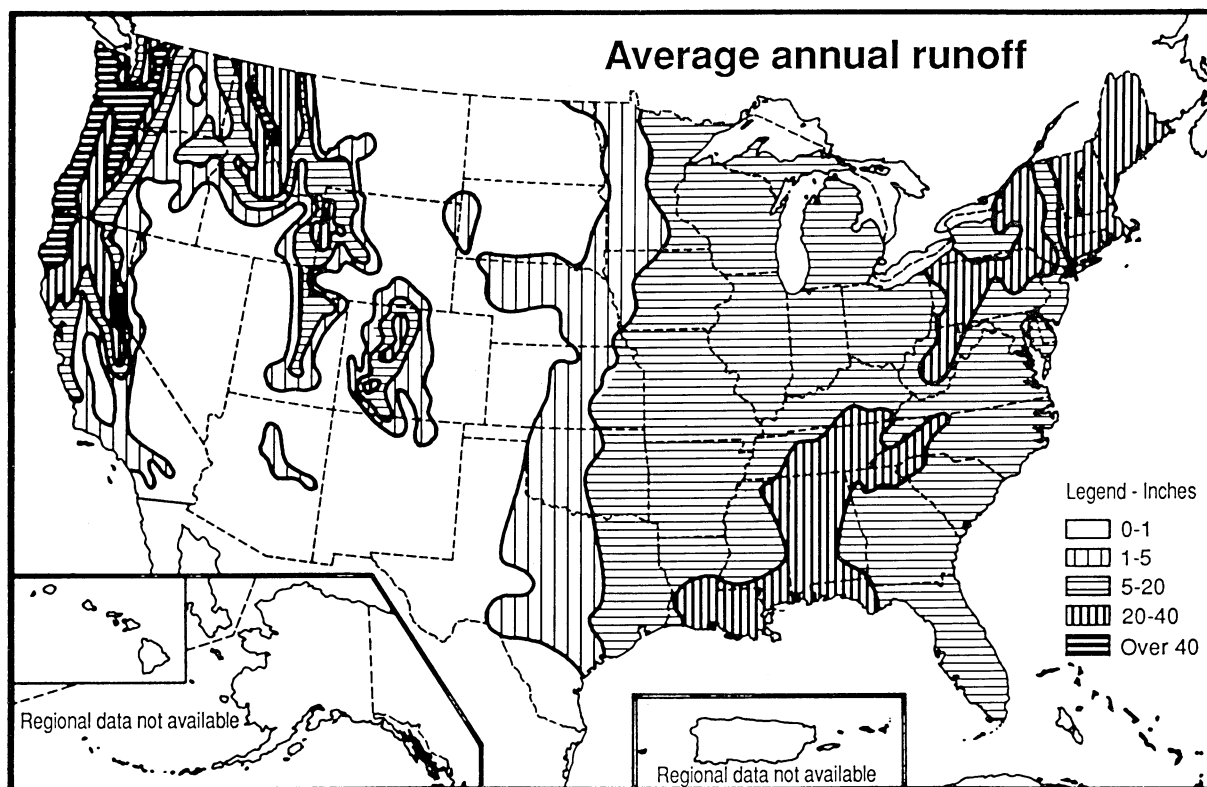 Average annual runoff
Legend - Inches
0-1
1-5
5-20
20-40
Over 40
Regional data not available
Regional data not available